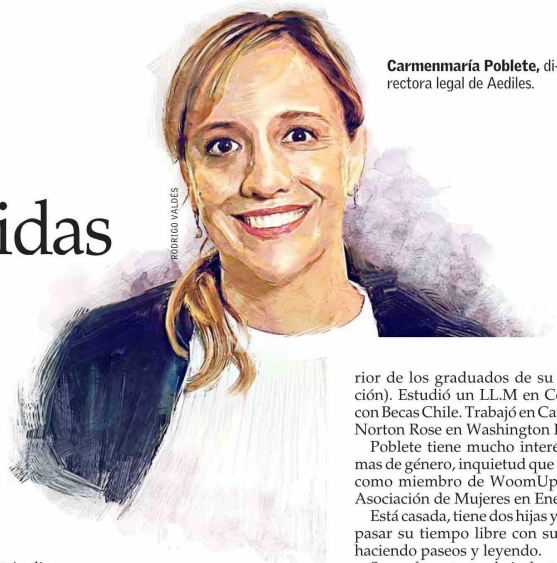 Carmenmaría Poblete, di-
rectora legal de Aediles.
RODRIGO VALDÉS
idas
rior de los graduados de su
ción). Estudió un LL.M en C
con Becas Chile. Trabajó en Ca
Norton Rose en Washington
Poblete tiene mucho interé
mas de género, inquietud que
como miembro de WoomUp
Asociación de Mujeres en Ene
Está casada, tiene dos hijas y
pasar su tiempo libre con su
haciendo paseos y leyendo.